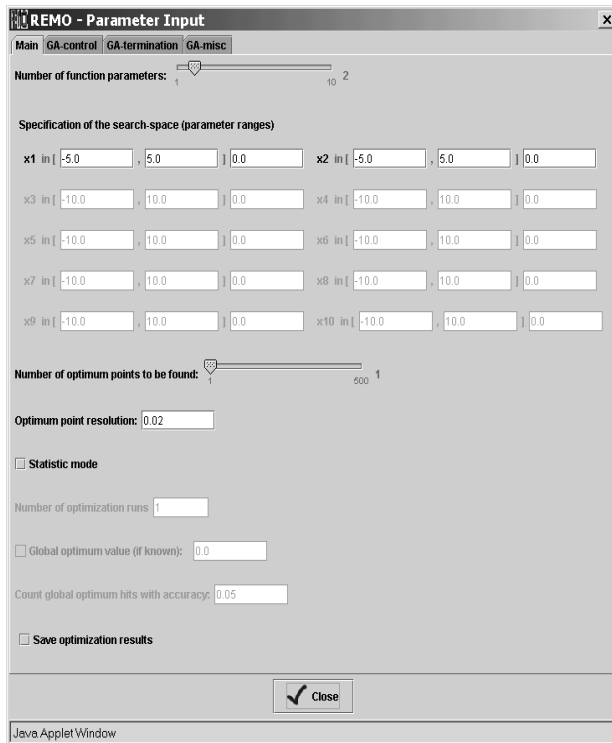 REMO - Parameter Input x
Main GA-control GA-termination GA-misc
Number of function parameters: 1 10 2
Specification of the search-space (parameter ranges)
x1 in [ -5.0 , 5.0 ] 0.0 x2 in [ -5.0 , 5.0 ] 0.0
x3 in [ -10.0 , 10.0 ] 0.0 x4 in [ -10.0 , 10.0 ] 0.0
x5 in [ -10.0 , 10.0 ] 0.0 x6 in [ -10.0 , 10.0 ] 0.0
x7 in [ -10.0 , 10.0 ] 0.0 x8 in [ -10.0 , 10.0 ] 0.0
x9 in [ -10.0 , 10.0 ] 0.0 x10 in [ -10.0 , 10.0 ] 0.0
Number of optimum points to be found: 1 500 1
Optimum point resolution: 0.02
Statistic mode
Number of optimization runs 1
Global optimum value (if known): 0.0
Count global optimum hits with accuracy: 0.05
Save optimization results
Close
Java Applet Window